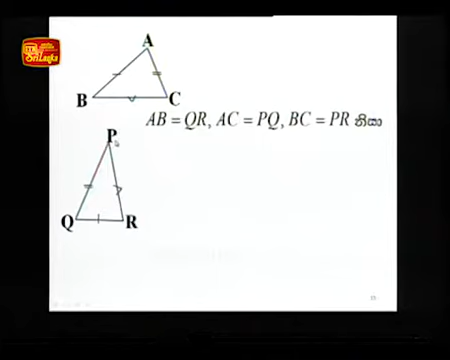 A
B
C
AB = QR, AC = PQ, BC = PR නිසා
P
Q
R